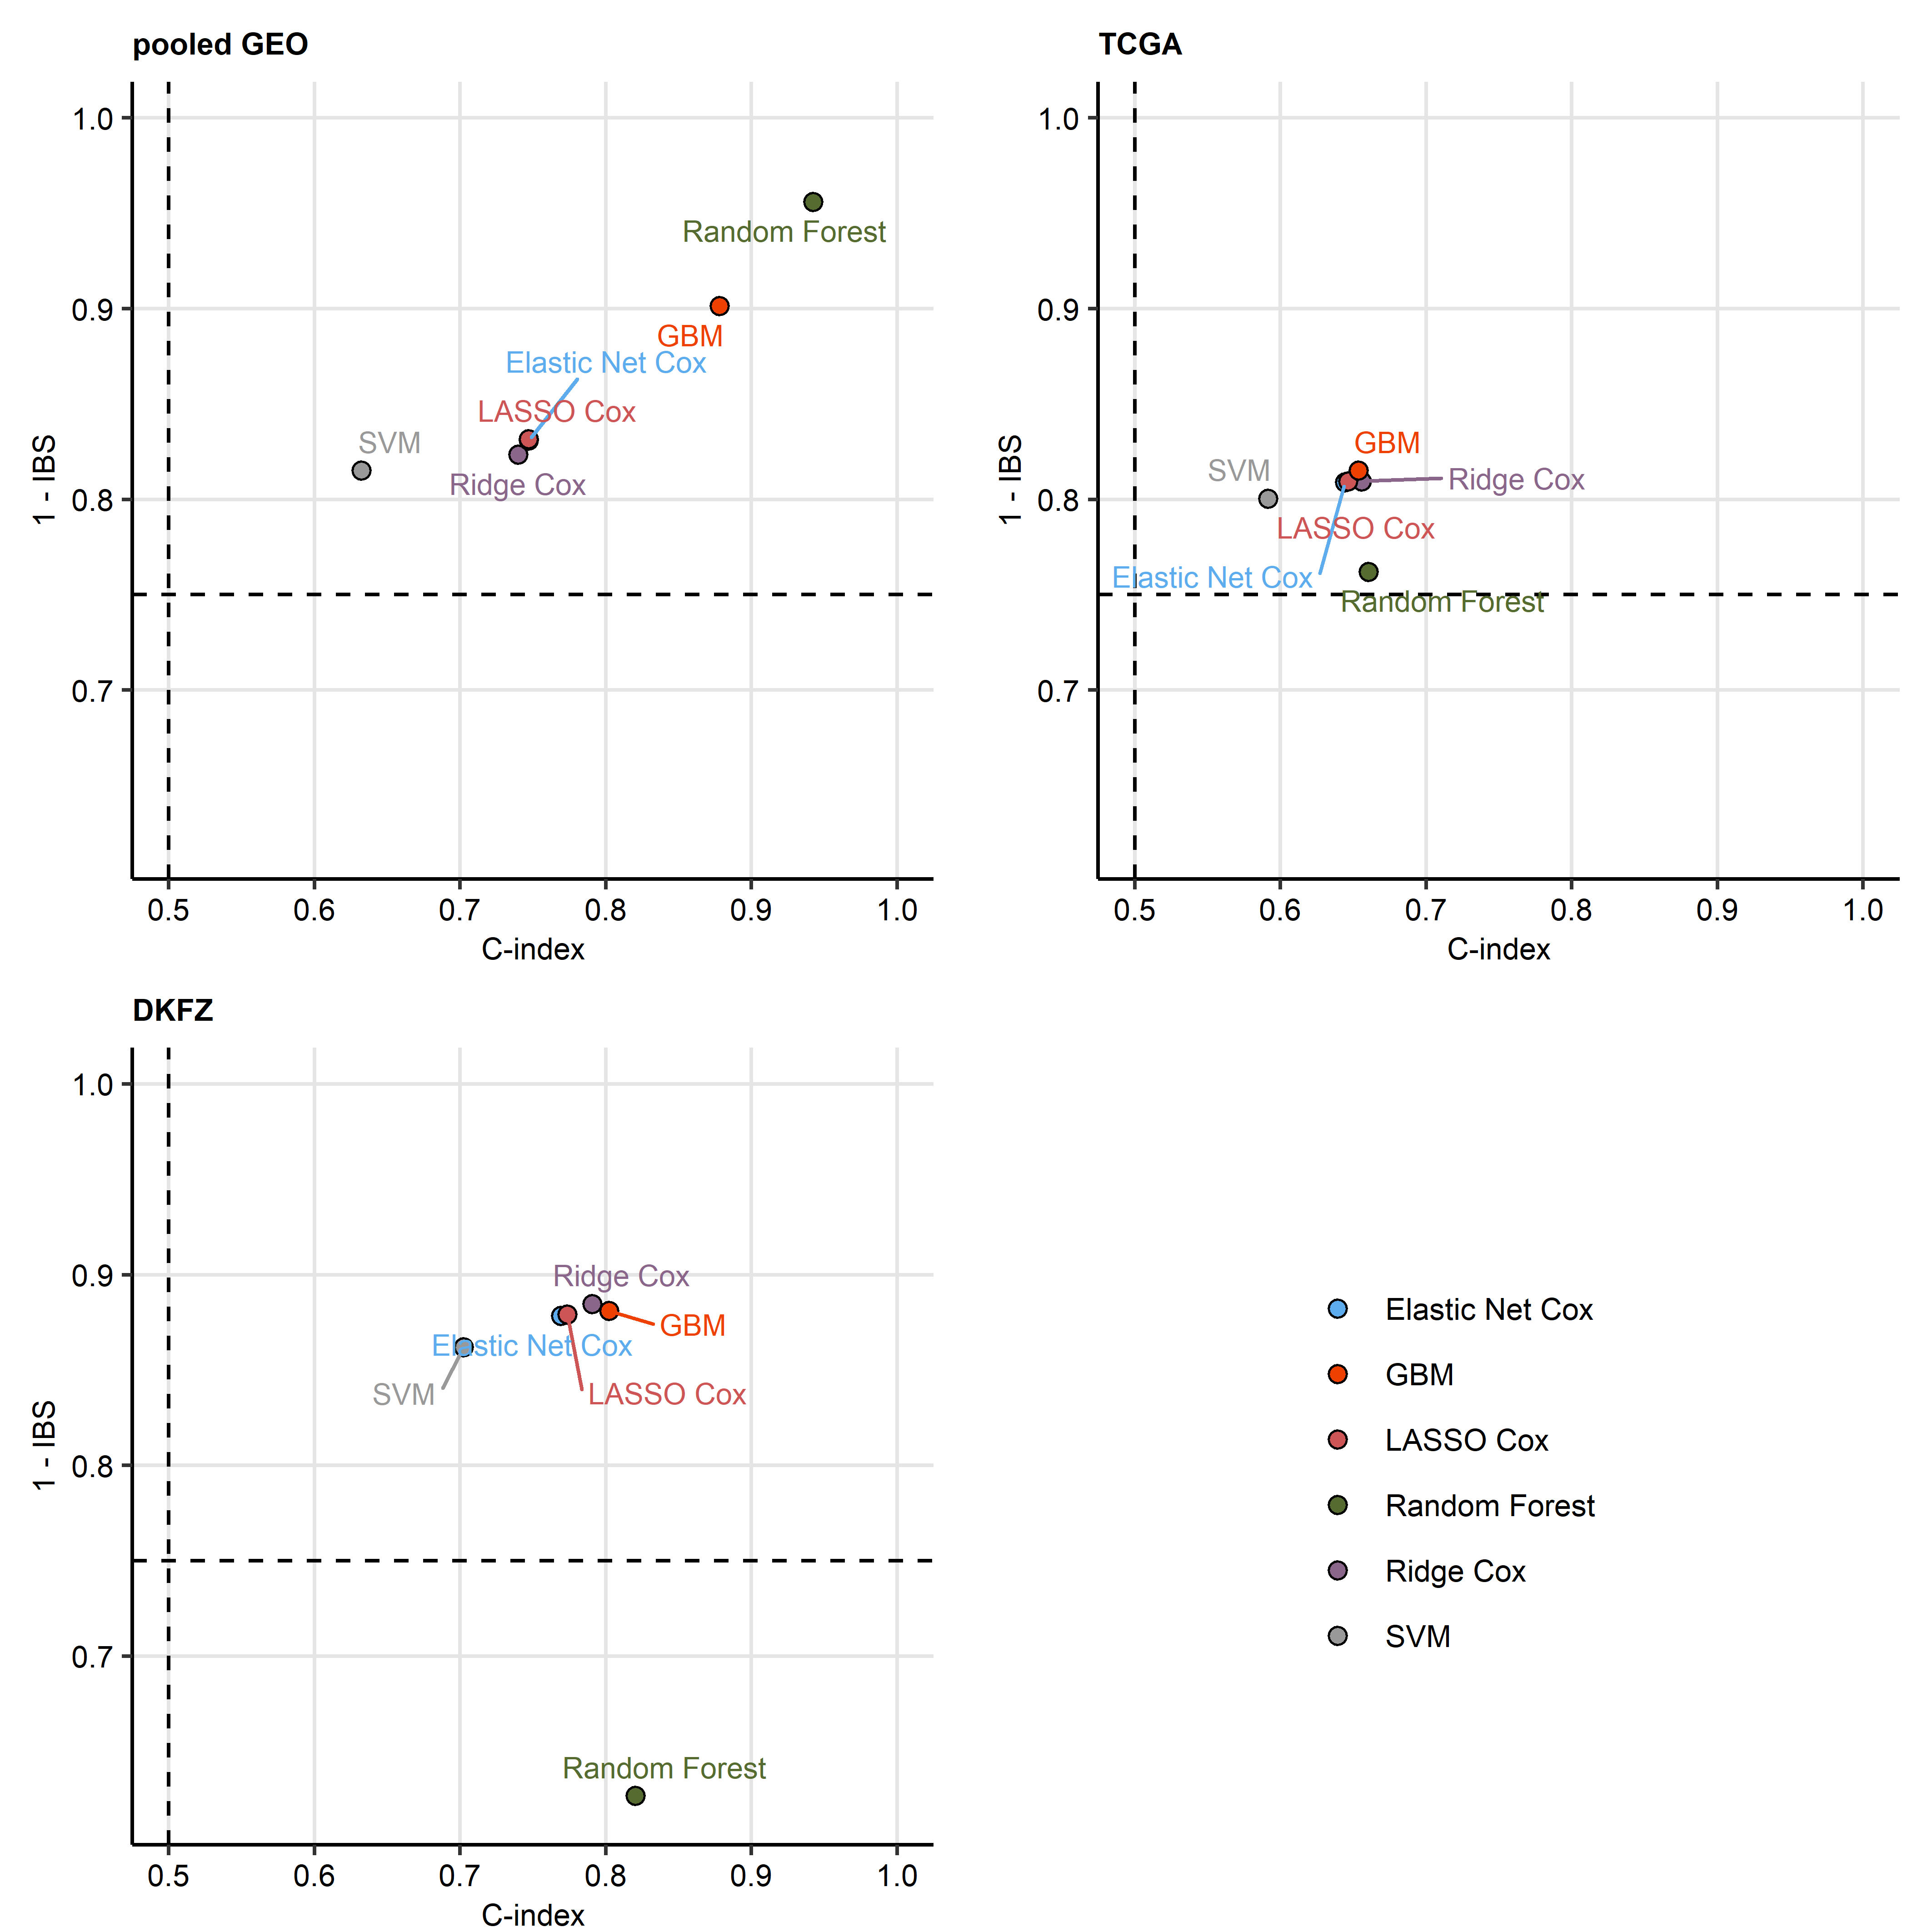 pooled GEO
1.0
0.9
0.8
0.7
1 - IBS
Random Forest
GBM
Elastic Net Cox
LASSO Cox
SVM
Ridge Cox
0.5 0.6 0.7 0.8 0.9 1.0
C-index
TCGA
1.0
0.9
0.8
0.7
1 - IBS
GBM
SVM
Ridge Cox
LASSO Cox
Elastic Net Cox
Random Forest
0.5 0.6 0.7 0.8 0.9 1.0
C-index
DKFZ
1.0
0.9
0.8
0.7
1 - IBS
Ridge Cox
GBM
Elastic Net Cox
SVM
LASSO Cox
Random Forest
0.5 0.6 0.7 0.8 0.9 1.0
C-index
Elastic Net Cox
GBM
LASSO Cox
Random Forest
Ridge Cox
SVM